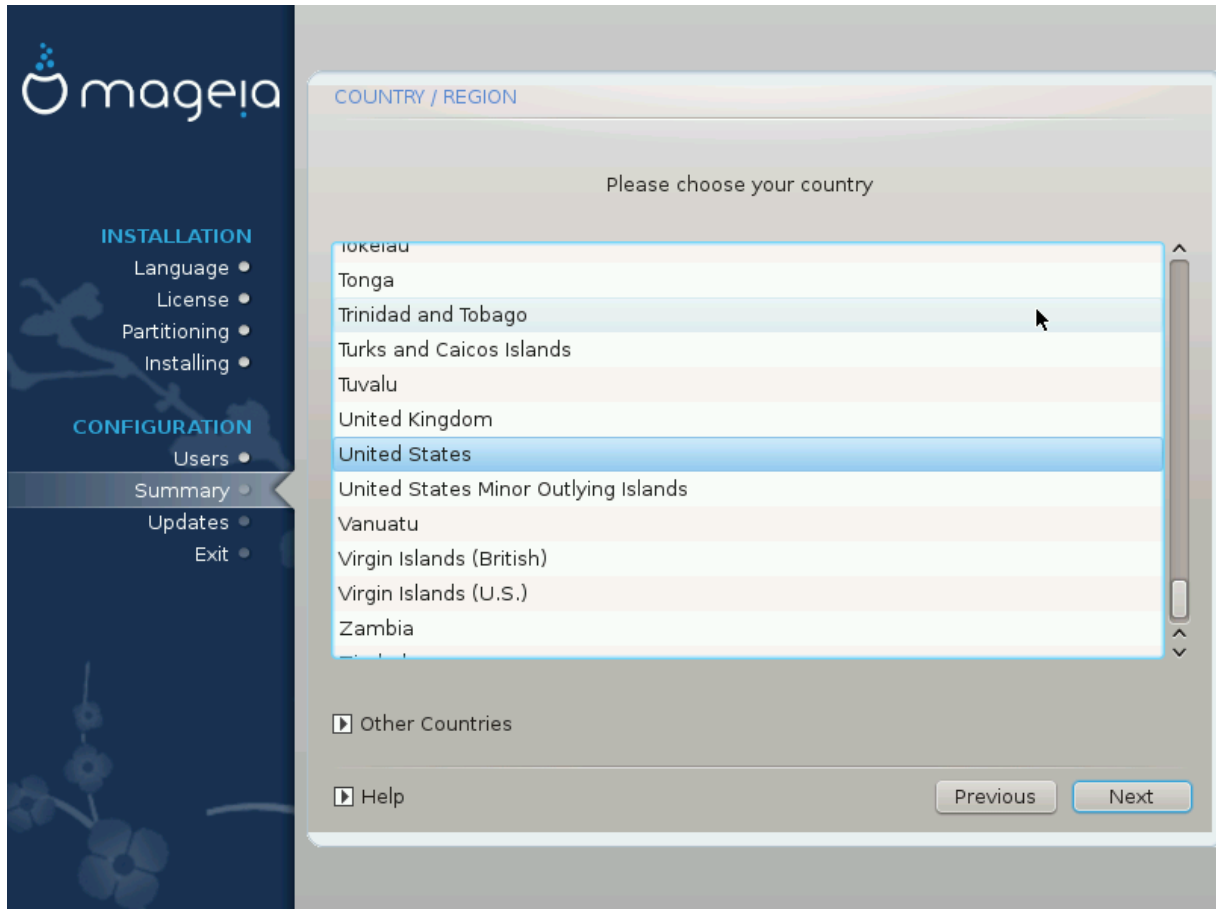 mageia
INSTALLATION
Language
License
Partitioning
Installing
CONFIGURATION
Users
Summary
Updates
Exit
COUNTRY / REGION
Please choose your country
Tokelau
Tonga
Trinidad and Tobago
Turks and Caicos Islands
Tuvalu
United Kingdom
United States
United States Minor Outlying Islands
Vanuatu
Virgin Islands (British)
Virgin Islands (U.S.)
Zambia
Other Countries
Help
Previous
Next